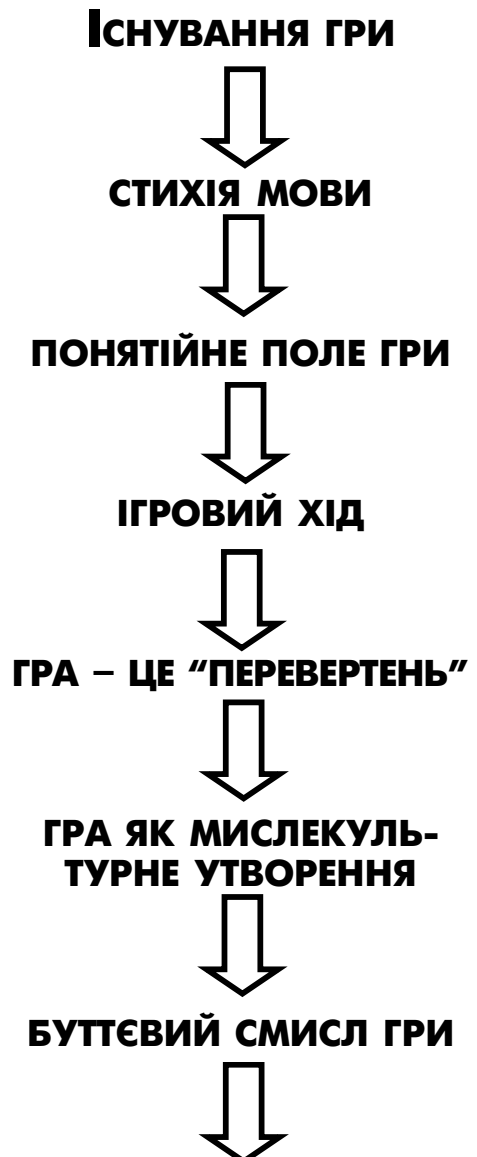 ІСНУВАННЯ ГРИ
СТИХІЯ МОВИ
ПОНЯТІЙНЕ ПОЛЕ ГРИ
ІГРОВИЙ ХІД
ГРА – ЦЕ “ПЕРЕВЕРТЕНЬ”
ГРА ЯК МИСЛЕКУЛЬ-
ТУРНЕ УТВОРЕННЯ
БУТТЄВИЙ СМИСЛ ГРИ